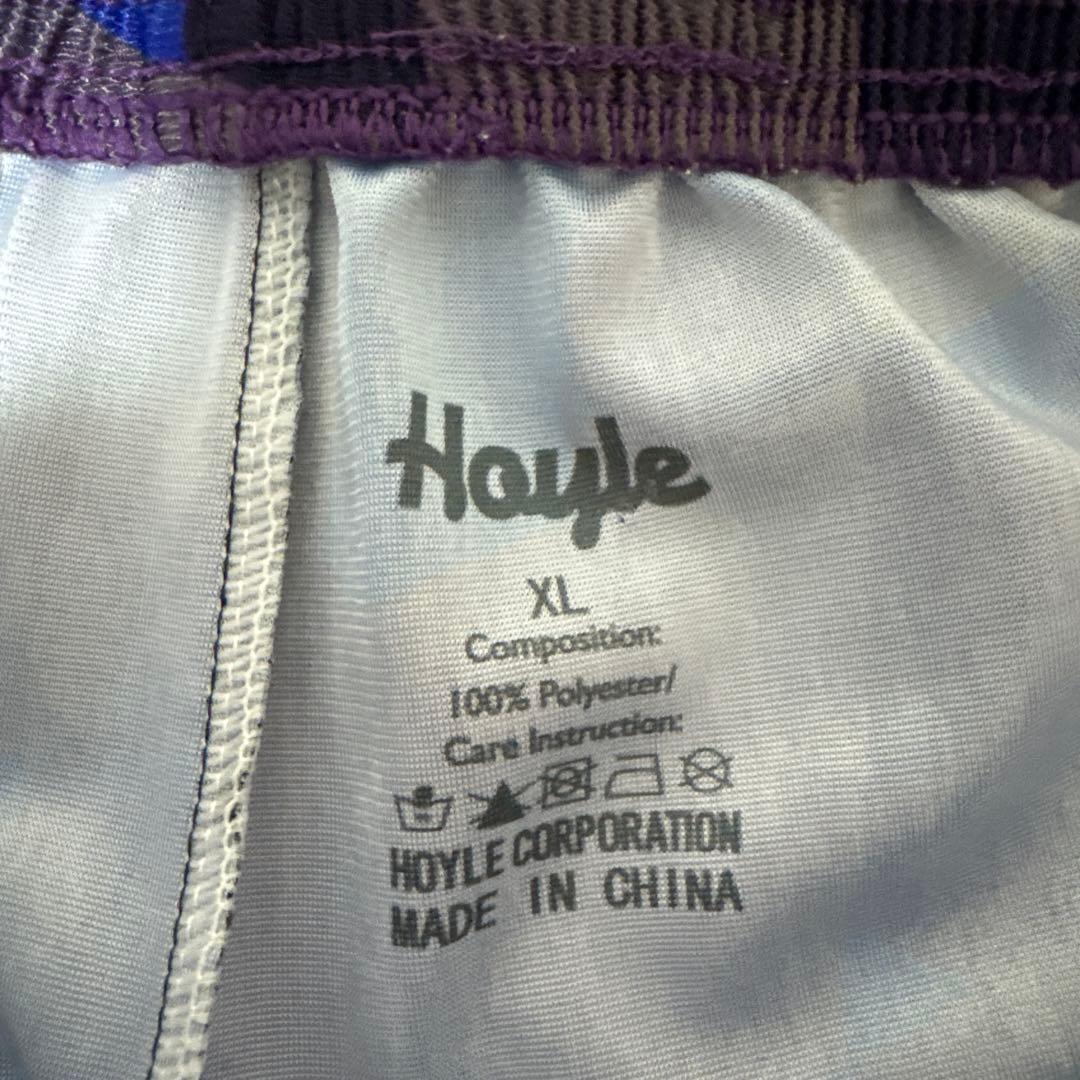 Hoyle
XL
Composition:
100% Polyester/
Care Instruction:
HOYLE CORPORATION
MADE IN CHINA